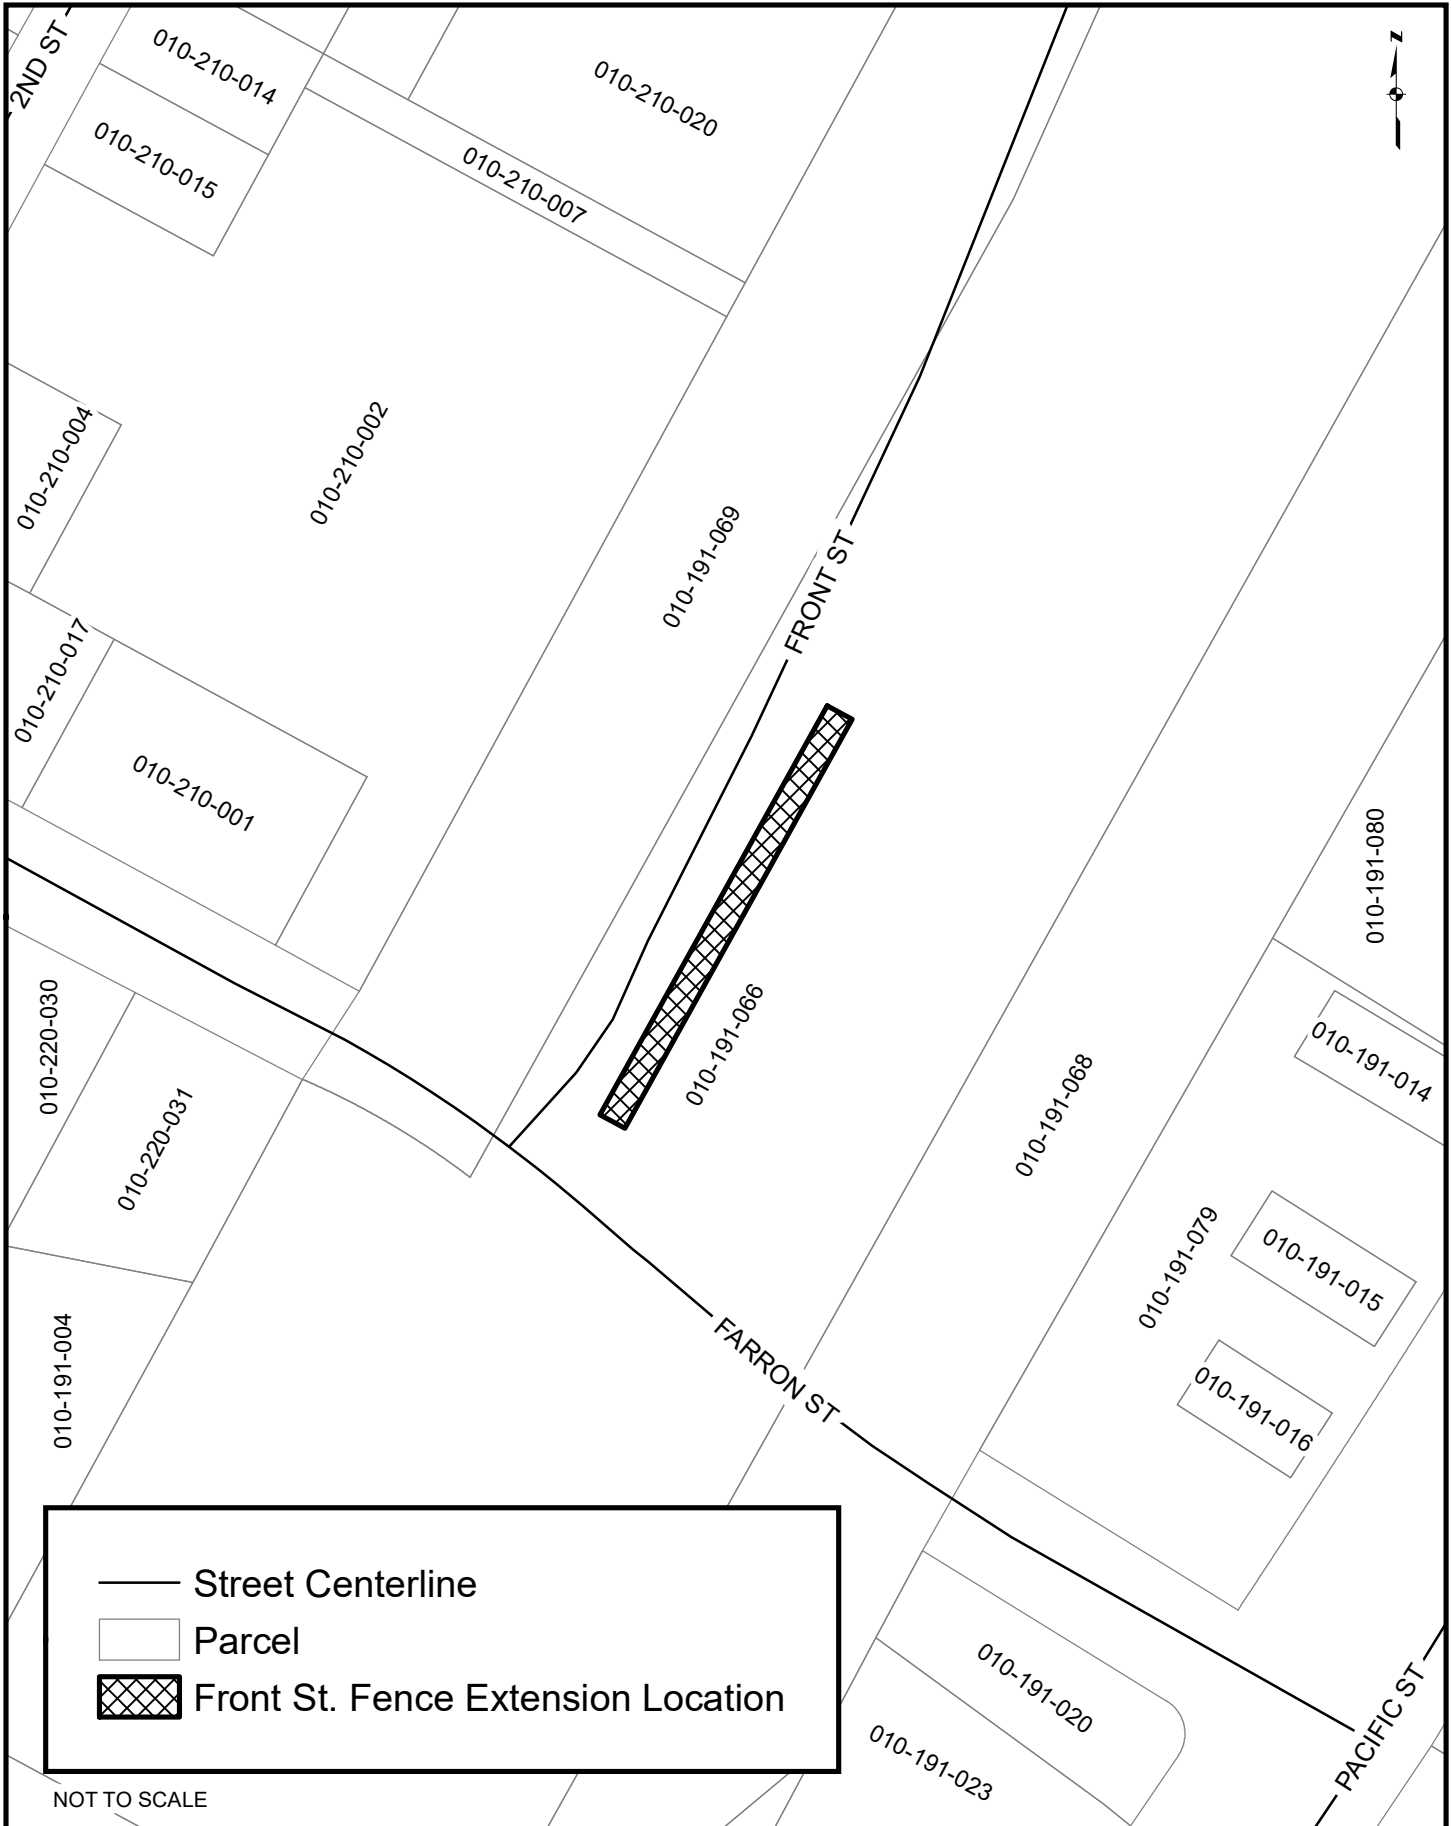 2ND ST
010-210-014
010-210-020
Z
010-210-015
010-210-007
010-210-004
010-210-002
010-191-069
FRONT ST
010-210-017
010-210-001
010-191-080
010-220-030
010-191-066
010-191-014
010-220-031
010-191-068
010-191-079
010-191-015
010-191-004
FARRON ST
010-191-016
Street Centerline
Parcel
Front St. Fence Extension Location
010-191-020
010-191-023
PACIFIC ST
NOT TO SCALE